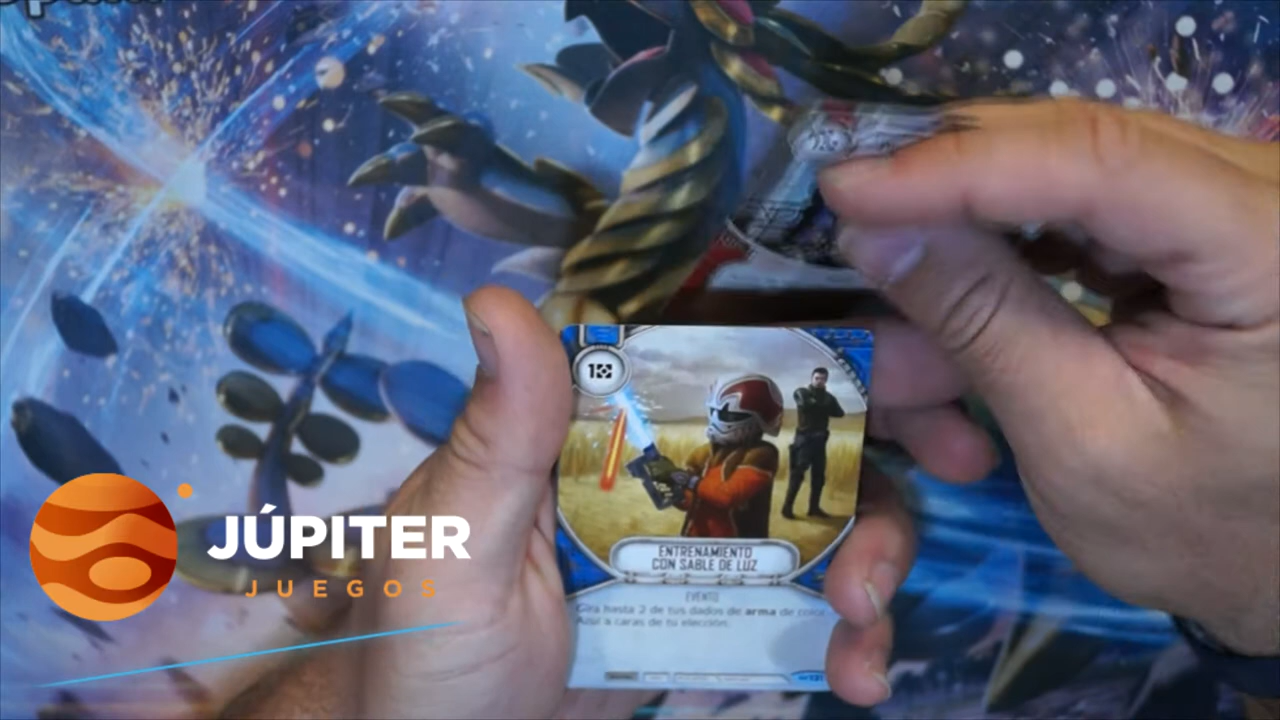 1
ENTRENAMIENTO
CON SABLE DE LUZ
EVENTO
Gira hasta 2 de tus dados de arma de color
Azul a caras de tu elección.
JÚPITER
JUEGOS